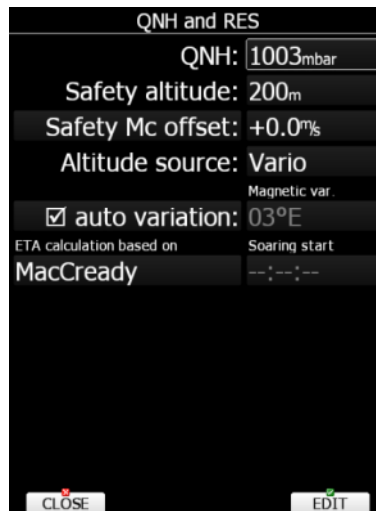 QNH and RES
QNH: 1003mbar
Safety altitude: 200m
Safety Mc offset: +0.0m/s
Altitude source: Vario
Magnetic var.
auto variation: 03°E
ETA calculation based on Soaring start
MacCready --:--:--
CLOSE EDIT